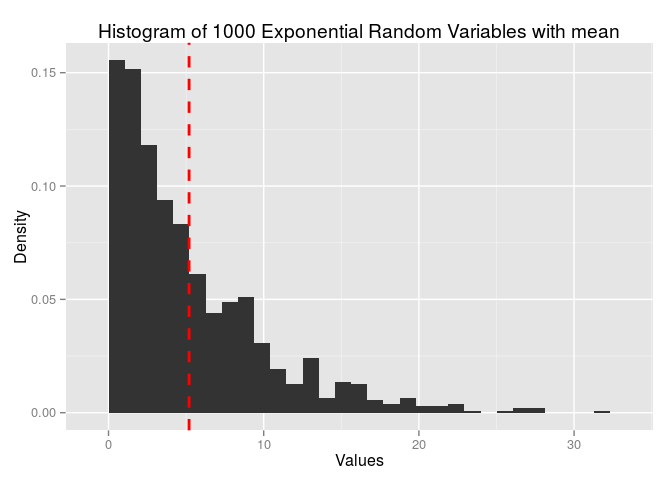 Histogram of 1000 Exponential Random Variables with mean
0.15
0.10
0.05
0.00
Density
0 10 20 30
Values